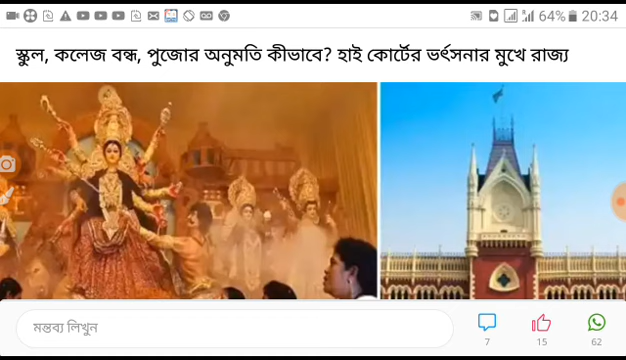 64% 20:34
স্কুল, কলেজ বন্ধ, পুজোর অনুমতি কীভাবে? হাই কোর্টের ভর্ৎসনার মুখে রাজ্য
মন্তব্য লিখুন
7 15 62